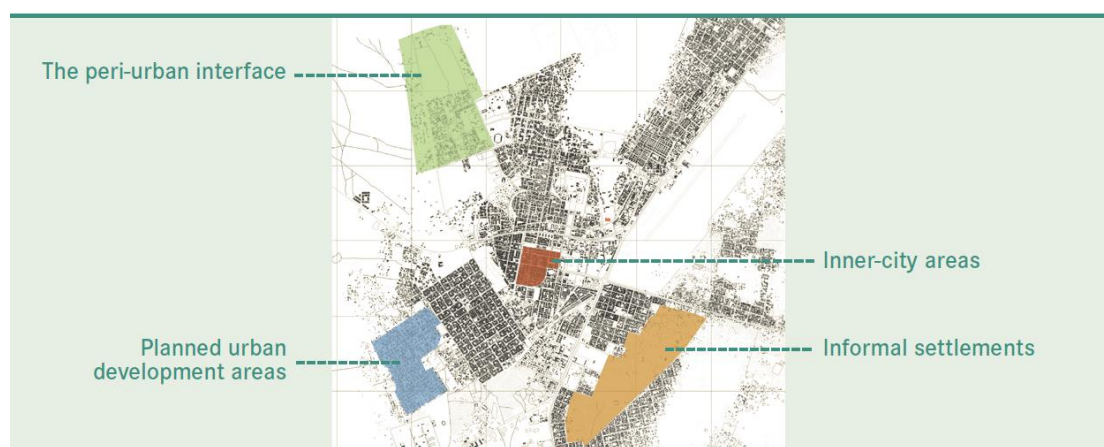 The peri-urban interface
Inner-city areas
Planned urban
development areas
Informal settlements